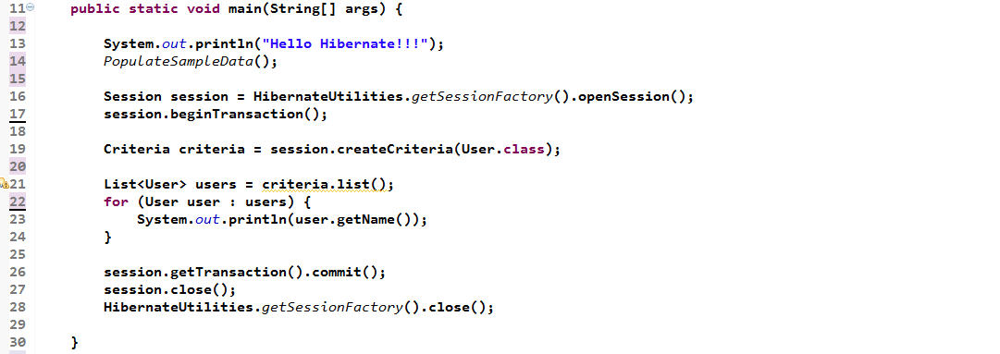 11 public static void main(String[] args) {
12
13 System.out.println("Hello Hibernate!!!");
14 PopulateSampleData();
15
16 Session session = HibernateUtilities.getSessionFactory().openSession();
17 session.beginTransaction();
18
19 Criteria criteria = session.createCriteria(User.class);
20
21 List<User> users = criteria.list();
22 for (User user : users) {
23 System.out.println(user.getName());
24 }
25
26 session.getTransaction().commit();
27 session.close();
28 HibernateUtilities.getSessionFactory().close();
29
30 }